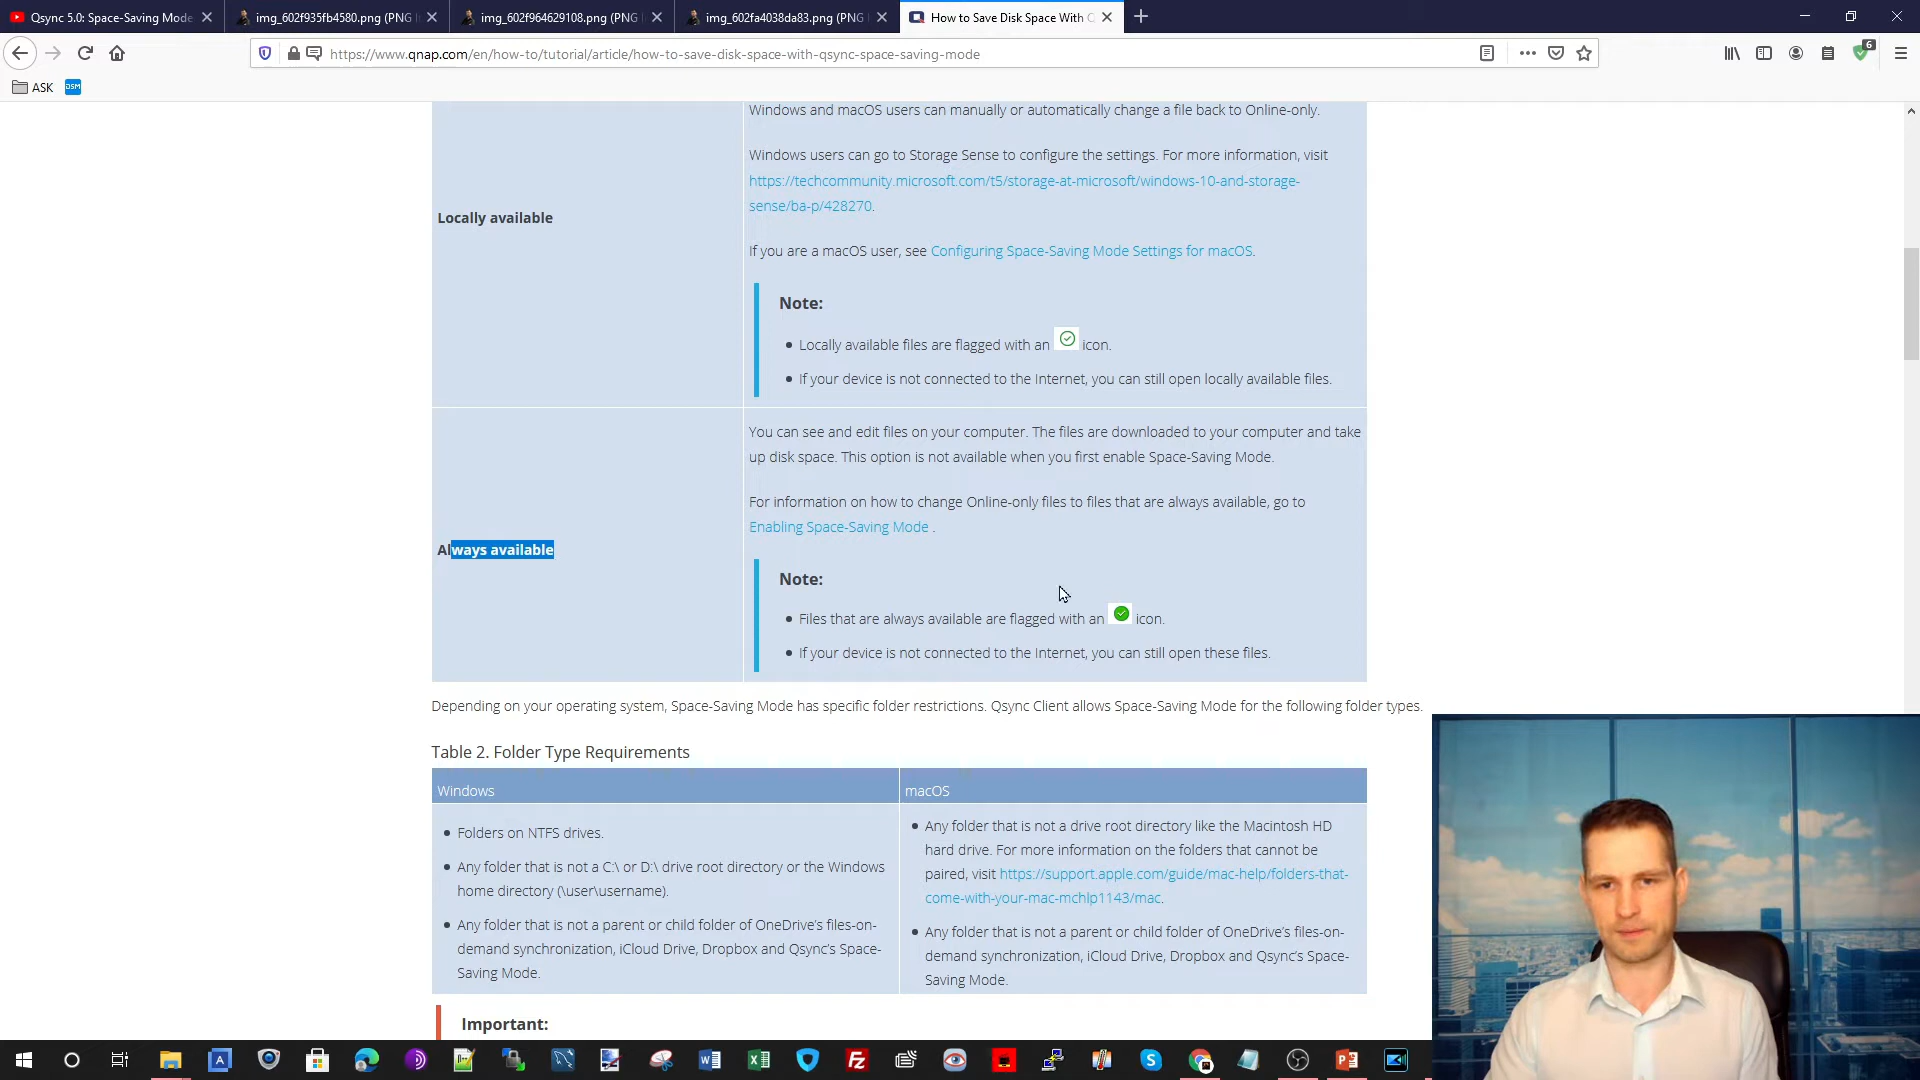 Qsync 5.0: Space-Saving Mode
img_602f935fb4580.png (PNG I
img_602f964629108.png (PNG I
img_602fa4038da83.png (PNG I
How to Save Disk Space With Q
https://www.qnap.com/en/how-to/tutorial/article/how-to-save-disk-space-with-qsync-space-saving-mode
6
ASK
DSM
Windows and macOS users can manually or automatically change a file back to Online-only.
Windows users can go to Storage Sense to configure the settings. For more information, visit
https://techcommunity.microsoft.com/t5/storage-at-microsoft/windows-10-and-storage-
sense/ba-p/428270.
Locally available
If you are a macOS user, see Configuring Space-Saving Mode Settings for macOS.
Note:
Locally available files are flagged with an icon.
If your device is not connected to the Internet, you can still open locally available files.
You can see and edit files on your computer. The files are downloaded to your computer and take
up disk space. This option is not available when you first enable Space-Saving Mode.
For information on how to change Online-only files to files that are always available, go to
Enabling Space-Saving Mode .
Always available
Note:
Files that are always available are flagged with an icon.
If your device is not connected to the Internet, you can still open these files.
Depending on your operating system, Space-Saving Mode has specific folder restrictions. Qsync Client allows Space-Saving Mode for the following folder types.
Table 2. Folder Type Requirements
Windows
macOS
Folders on NTFS drives.
Any folder that is not a C:\ or D:\ drive root directory or the Windows
home directory (\user\username).
Any folder that is not a parent or child folder of OneDrive's files-on-
demand synchronization, iCloud Drive, Dropbox and Qsync's Space-
Saving Mode.
Any folder that is not a drive root directory like the Macintosh HD
hard drive. For more information on the folders that cannot be
paired, visit https://support.apple.com/guide/mac-help/folders-that-
come-with-your-mac-mchlp1143/mac.
Any folder that is not a parent or child folder of OneDrive's files-on-
demand synchronization, iCloud Drive, Dropbox and Qsync's Space-
Saving Mode.
Important: